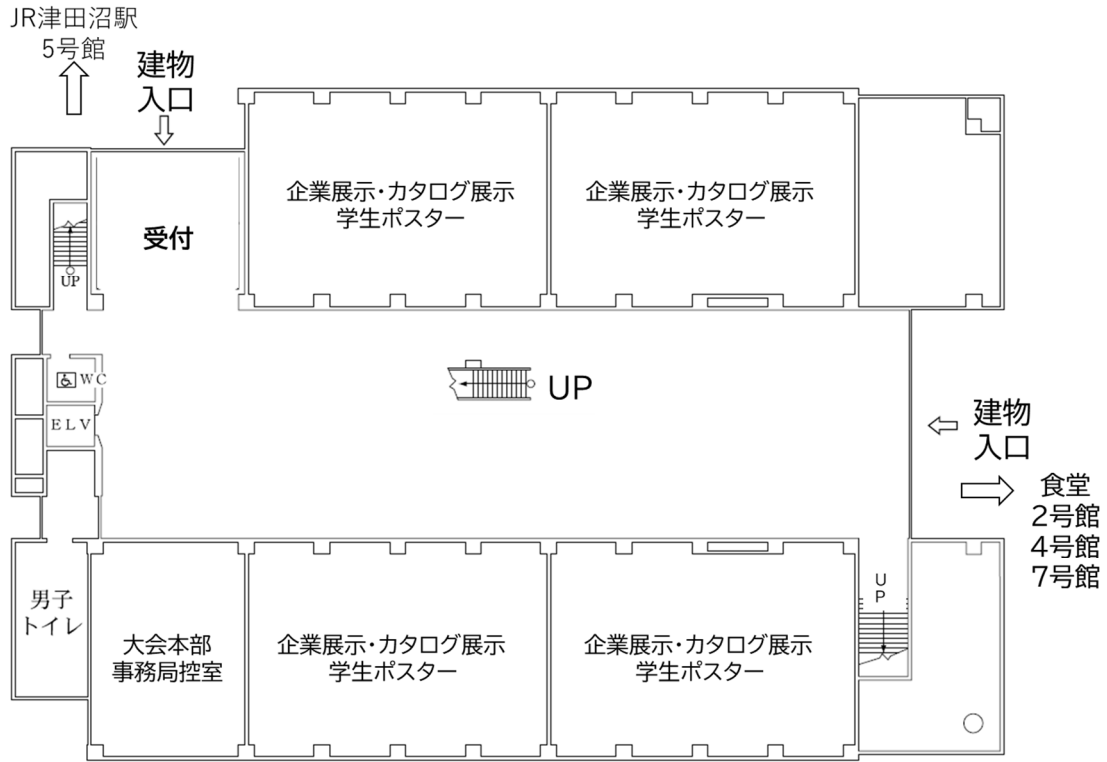 JR津田沼駅
5号館
建物
入口
企業展示・カタログ展示
学生ポスター
企業展示・カタログ展示
学生ポスター
受付
UP
WC
ELV
UP
建物
入口
食堂
2号館
4号館
7号館
UP
男子
トイレ
大会本部
事務局控室
企業展示・カタログ展示
学生ポスター
企業展示・カタログ展示
学生ポスター